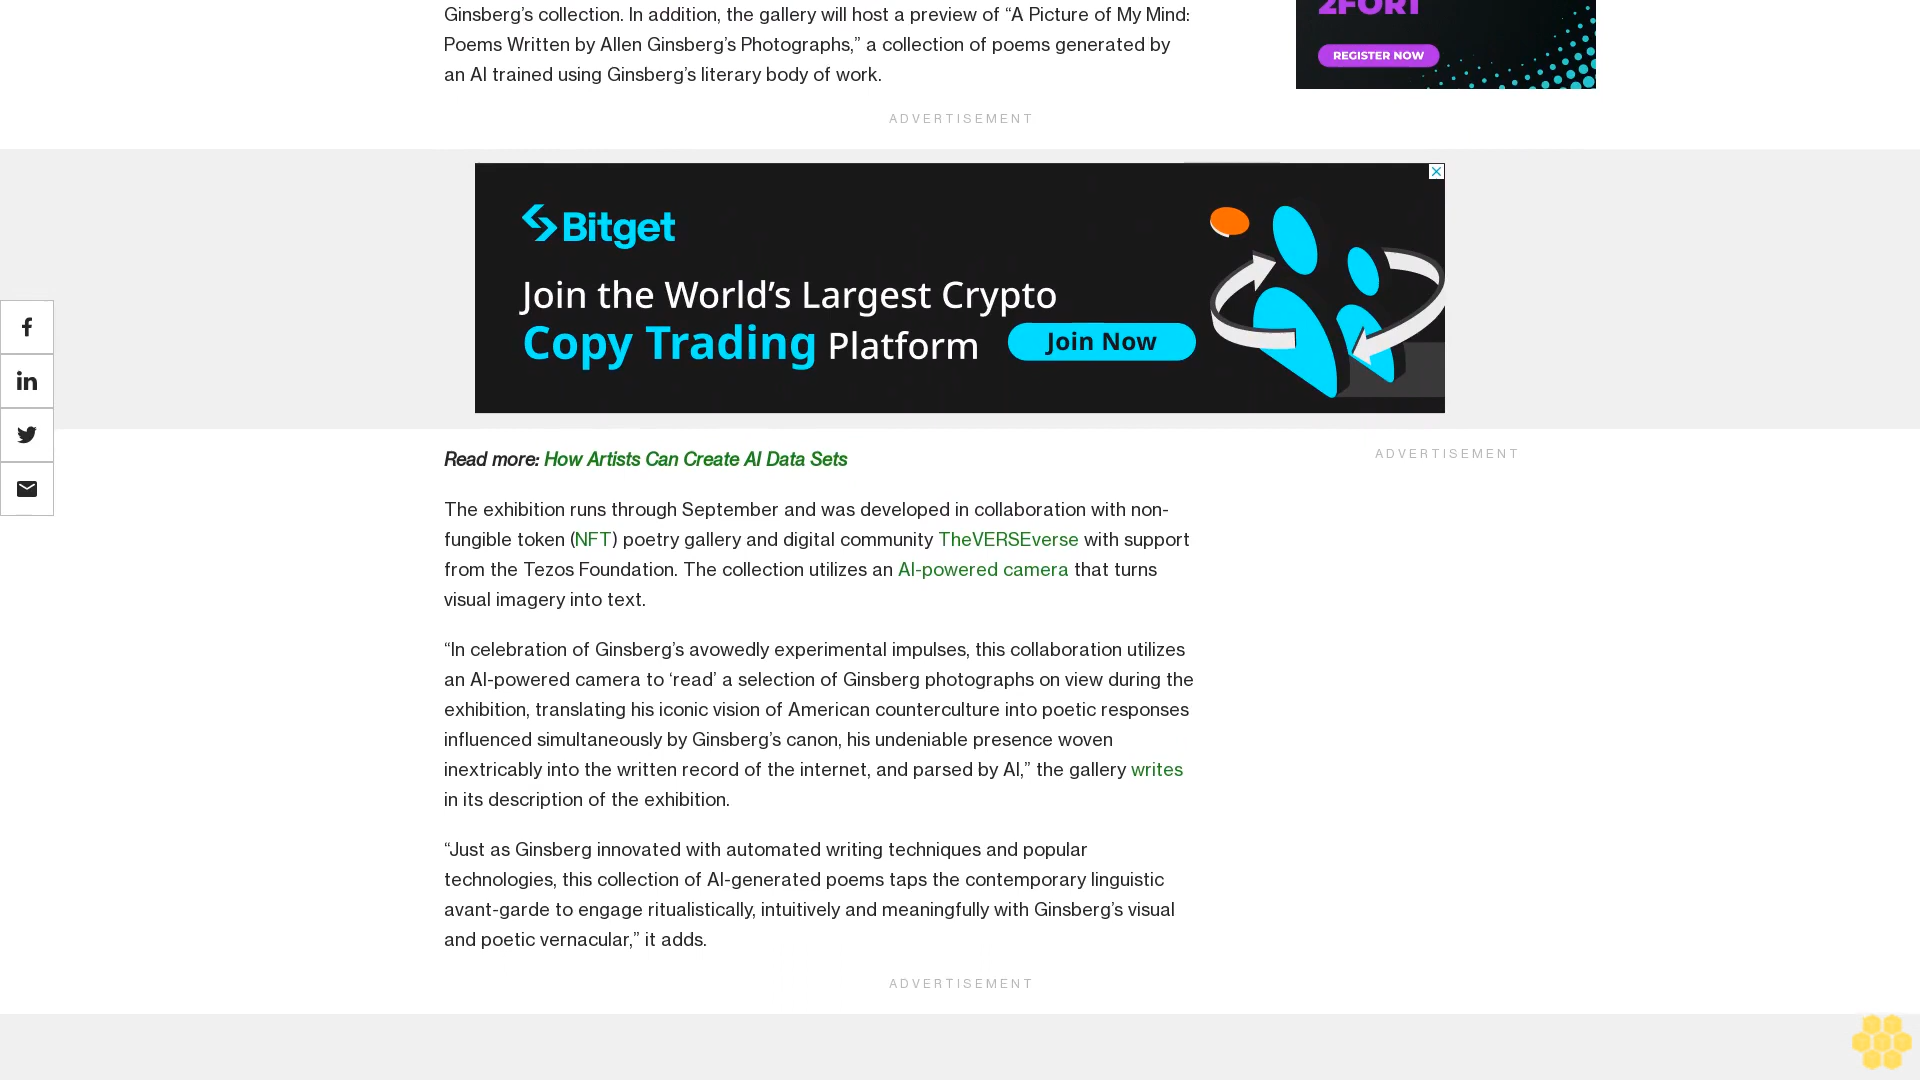 Ginsberg’s collection. In addition, the gallery will host a preview of “A Picture of My Mind:
Poems Written by Allen Ginsberg’s Photographs,” a collection of poems generated by
an AI trained using Ginsberg’s literary body of work.
2FORT
REGISTER NOW
ADVERTISEMENT
Bitget
Join the World’s Largest Crypto
Copy Trading Platform
Join Now
Read more: How Artists Can Create AI Data Sets
ADVERTISEMENT
The exhibition runs through September and was developed in collaboration with non-
fungible token (NFT) poetry gallery and digital community TheVERSEverse with support
from the Tezos Foundation. The collection utilizes an AI-powered camera that turns
visual imagery into text.
“In celebration of Ginsberg’s avowedly experimental impulses, this collaboration utilizes
an AI-powered camera to ‘read’ a selection of Ginsberg photographs on view during the
exhibition, translating his iconic vision of American counterculture into poetic responses
influenced simultaneously by Ginsberg’s canon, his undeniable presence woven
inextricably into the written record of the internet, and parsed by AI,” the gallery writes
in its description of the exhibition.
“Just as Ginsberg innovated with automated writing techniques and popular
technologies, this collection of AI-generated poems taps the contemporary linguistic
avant-garde to engage ritualistically, intuitively and meaningfully with Ginsberg’s visual
and poetic vernacular,” it adds.
ADVERTISEMENT